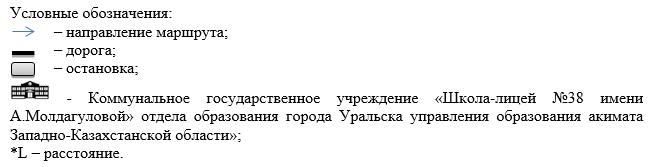 Условные обозначения:
– направление маршрута;
– дорога;
– остановка;
- Коммунальное государственное учреждение «Школа-лицей №38 имени
А.Молдагуловой» отдела образования города Уральска управления образования акимата
Западно-Казахстанской области»;
*L – расстояние.